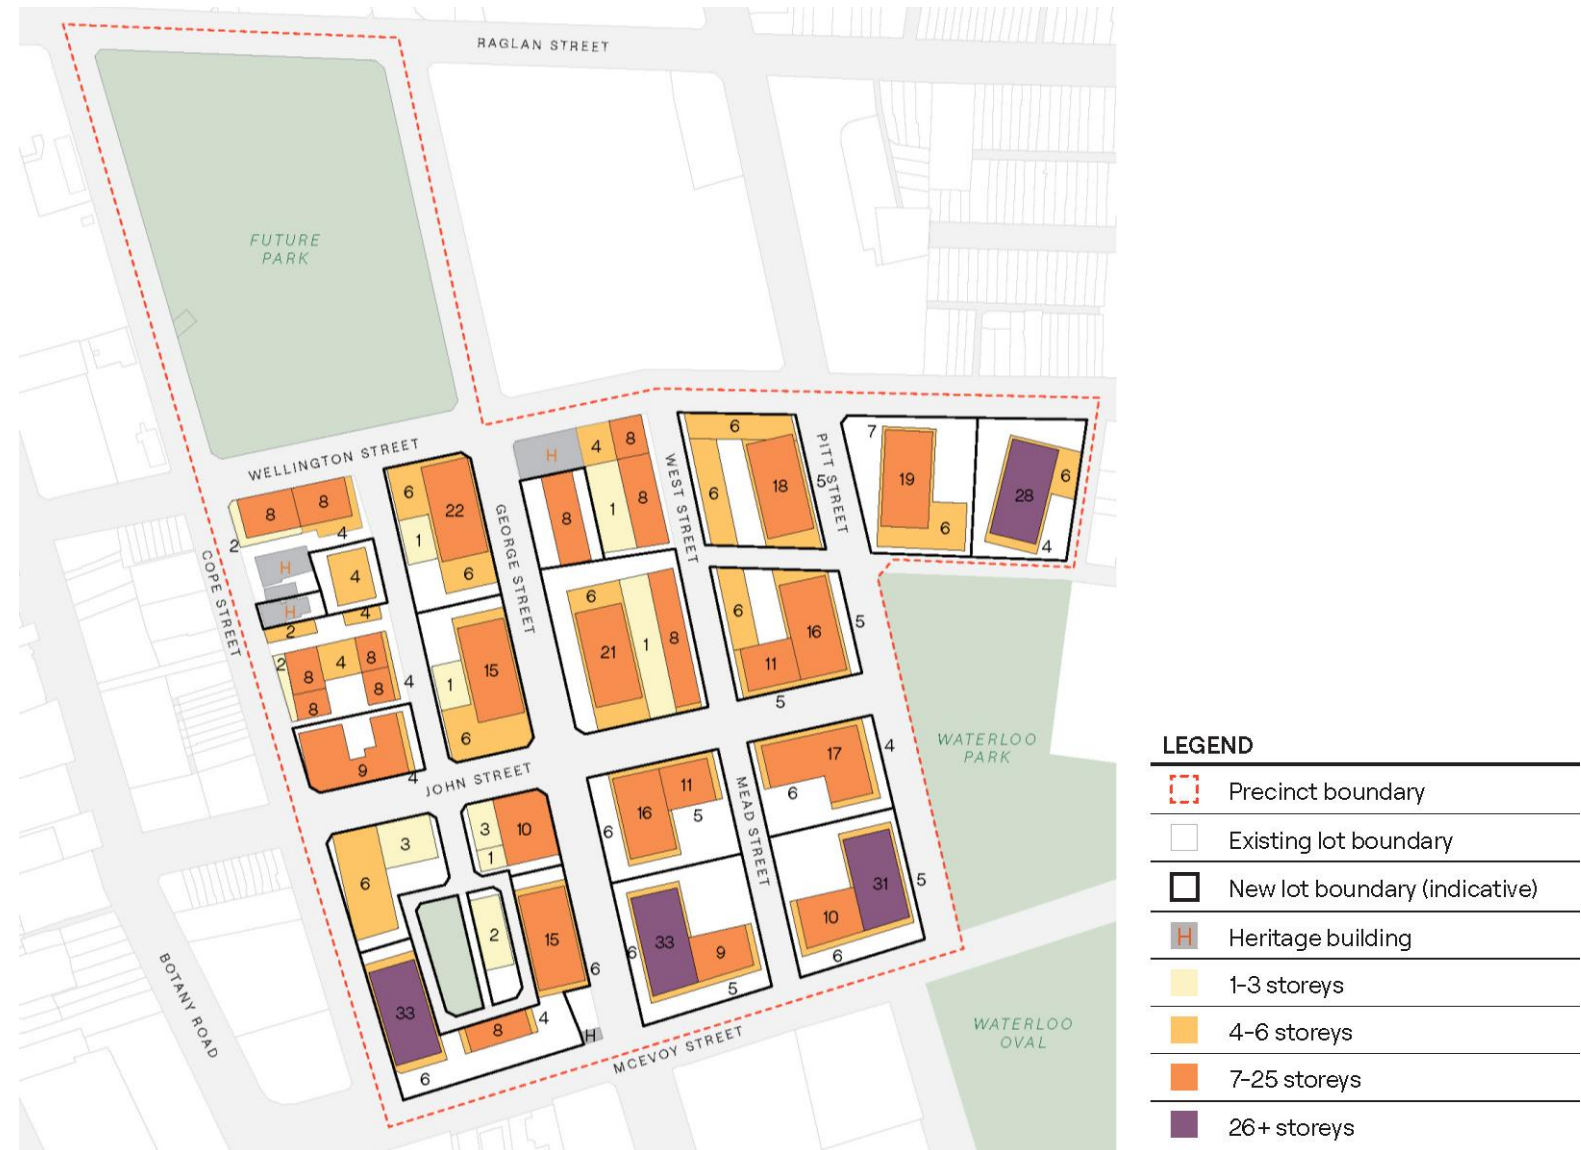 RAGLAN STREET
FUTURE
PARK
WELLINGTON STREET
COPE STREET
GEORGE STREET
WEST STREET
PITT STREET
H
4
8
6
7
19
6
28
6
4
6
18
5
8
8
4
2
H
4
H
4
2
6
22
1
6
8
1
8
2
8
4
8
8
8
4
9
4
15
1
6
6
21
1
8
6
16
11
5
5
JOHN STREET
MEAD STREET
WATERLOO
PARK
3
6
3
10
1
2
15
6
33
8
4
6
H
16
11
6
5
33
9
6
5
17
4
6
31
5
10
6
BOTANY ROAD
MCEVOY STREET
WATERLOO
OVAL
LEGEND
Precinct boundary
Existing lot boundary
New lot boundary (indicative)
H Heritage building
1-3 storeys
4-6 storeys
7-25 storeys
26+ storeys